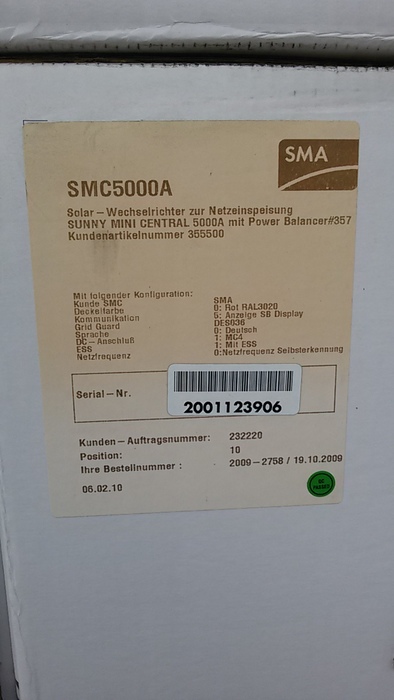 SMA
SMC5000A
Solar-Wechselrichter zur Netzeinspeisung
SUNNY MINI CENTRAL 5000A mit Power Balancer#357
Kundenartikelnummer 365500
Mit folgender Konfiguration:
Kunde SMC SMA
Deckelfarbe 0: Rot RAL3020
Kommunikation 5: Anzeige SB Display
Grid Guard DES036
Sprache 0: Deutsch
DC-Anschluß 1: MC4
ESS 1: Mit ESS
Netzfrequenz 0:Netzfrequenz Selbsterkennung
Serial-Nr. 2001123906
Kunden-Auftragsnummer: 232220
Position: 10
Ihre Bestellnummer : 2009-2758 / 19.10.2009
06.02.10